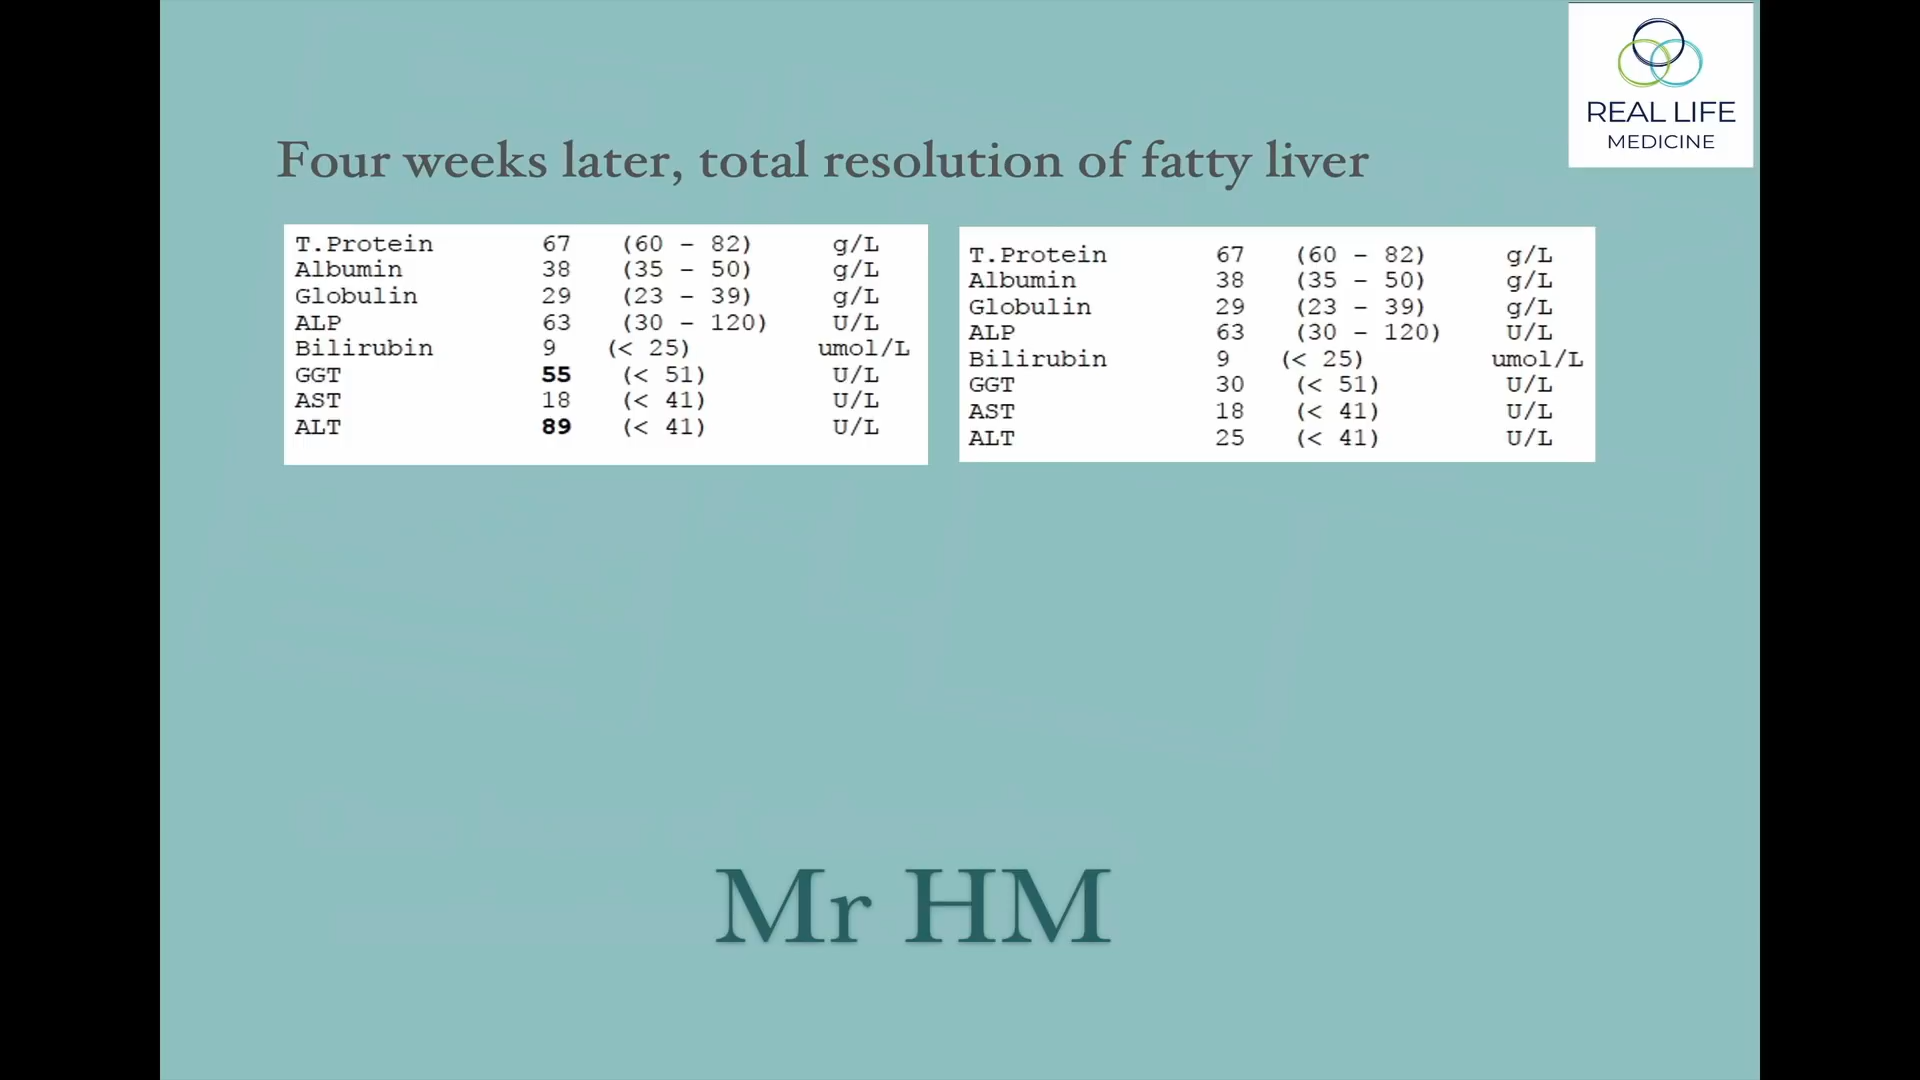 REAL LIFE
MEDICINE
Four weeks later, total resolution of fatty liver
T.Protein 67 (60 - 82) g/L
Albumin 38 (35 - 50) g/L
Globulin 29 (23 - 39) g/L
ALP 63 (30 - 120) U/L
Bilirubin 9 (< 25) umol/L
GGT 55 (< 51) U/L
AST 18 (< 41) U/L
ALT 89 (< 41) U/L
T.Protein 67 (60 - 82) g/L
Albumin 38 (35 - 50) g/L
Globulin 29 (23 - 39) g/L
ALP 63 (30 - 120) U/L
Bilirubin 9 (< 25) umol/L
GGT 30 (< 51) U/L
AST 18 (< 41) U/L
ALT 25 (< 41) U/L
Mr HM